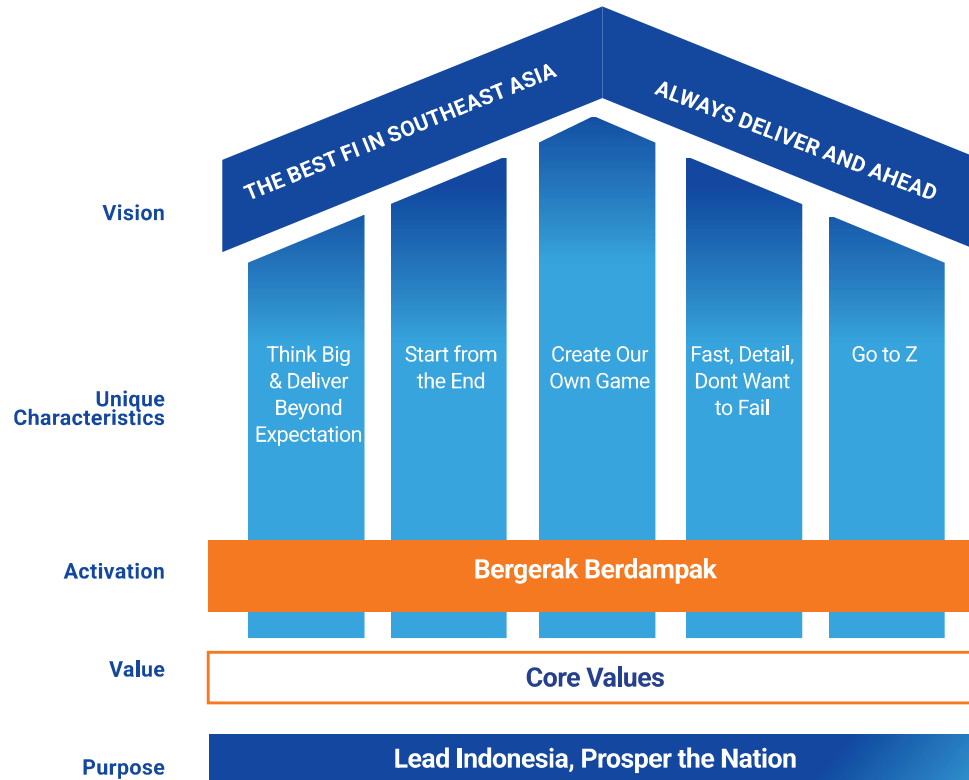 THE BEST FI IN SOUTHEAST ASIA
ALWAYS DELIVER AND AHEAD
Vision
Think Big
& Deliver
Beyond
Expectation
Start from
the End
Create Our
Own Game
Fast, Detail,
Dont Want
to Fail
Go to Z
Unique
Characteristics
Activation
Bergerak Berdampak
Value
Core Values
Purpose
Lead Indonesia, Prosper the Nation